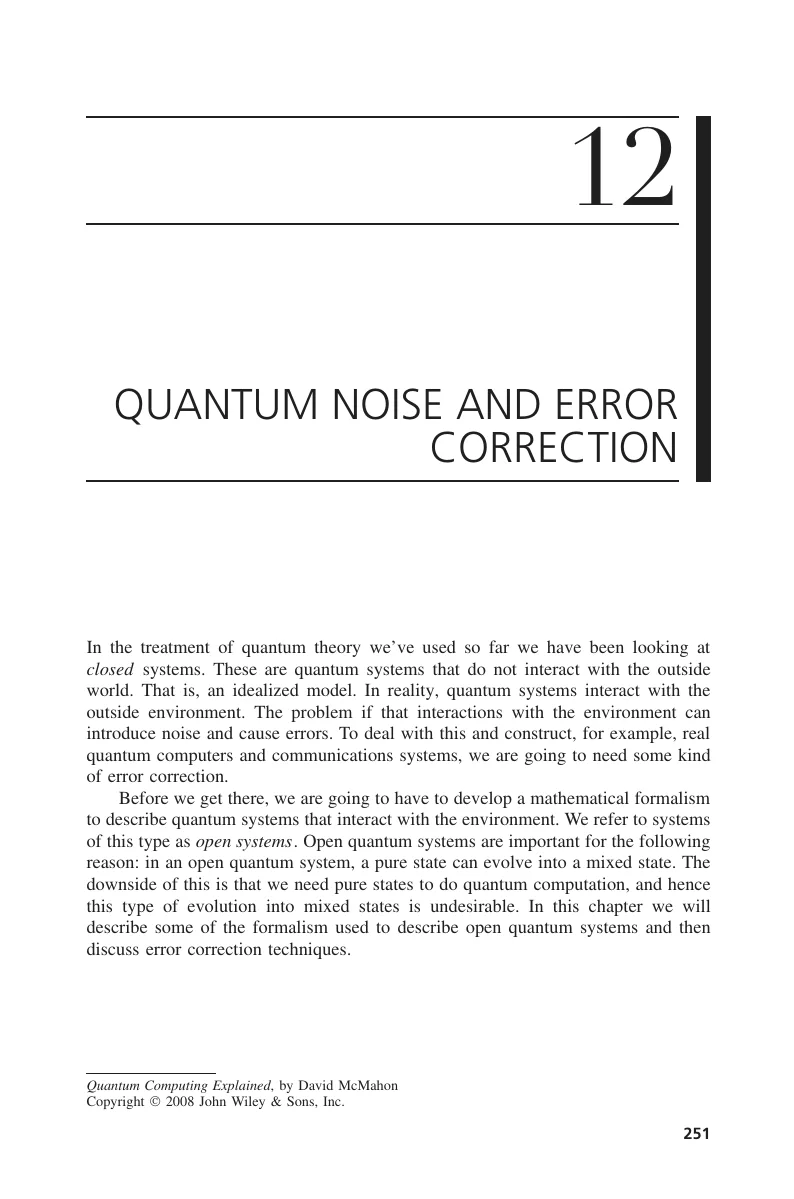 12
QUANTUM NOISE AND ERROR
CORRECTION
In the treatment of quantum theory we've used so far we have been looking at
closed systems. These are quantum systems that do not interact with the outside
world. That is, an idealized model. In reality, quantum systems interact with the
outside environment. The problem if that interactions with the environment can
introduce noise and cause errors. To deal with this and construct, for example, real
quantum computers and communications systems, we are going to need some kind
of error correction.
Before we get there, we are going to have to develop a mathematical formalism
to describe quantum systems that interact with the environment. We refer to systems
of this type as open systems. Open quantum systems are important for the following
reason: in an open quantum system, a pure state can evolve into a mixed state. The
downside of this is that we need pure states to do quantum computation, and hence
this type of evolution into mixed states is undesirable. In this chapter we will
describe some of the formalism used to describe open quantum systems and then
discuss error correction techniques.
Quantum Computing Explained, by David McMahon
Copyright © 2008 John Wiley & Sons, Inc.
251